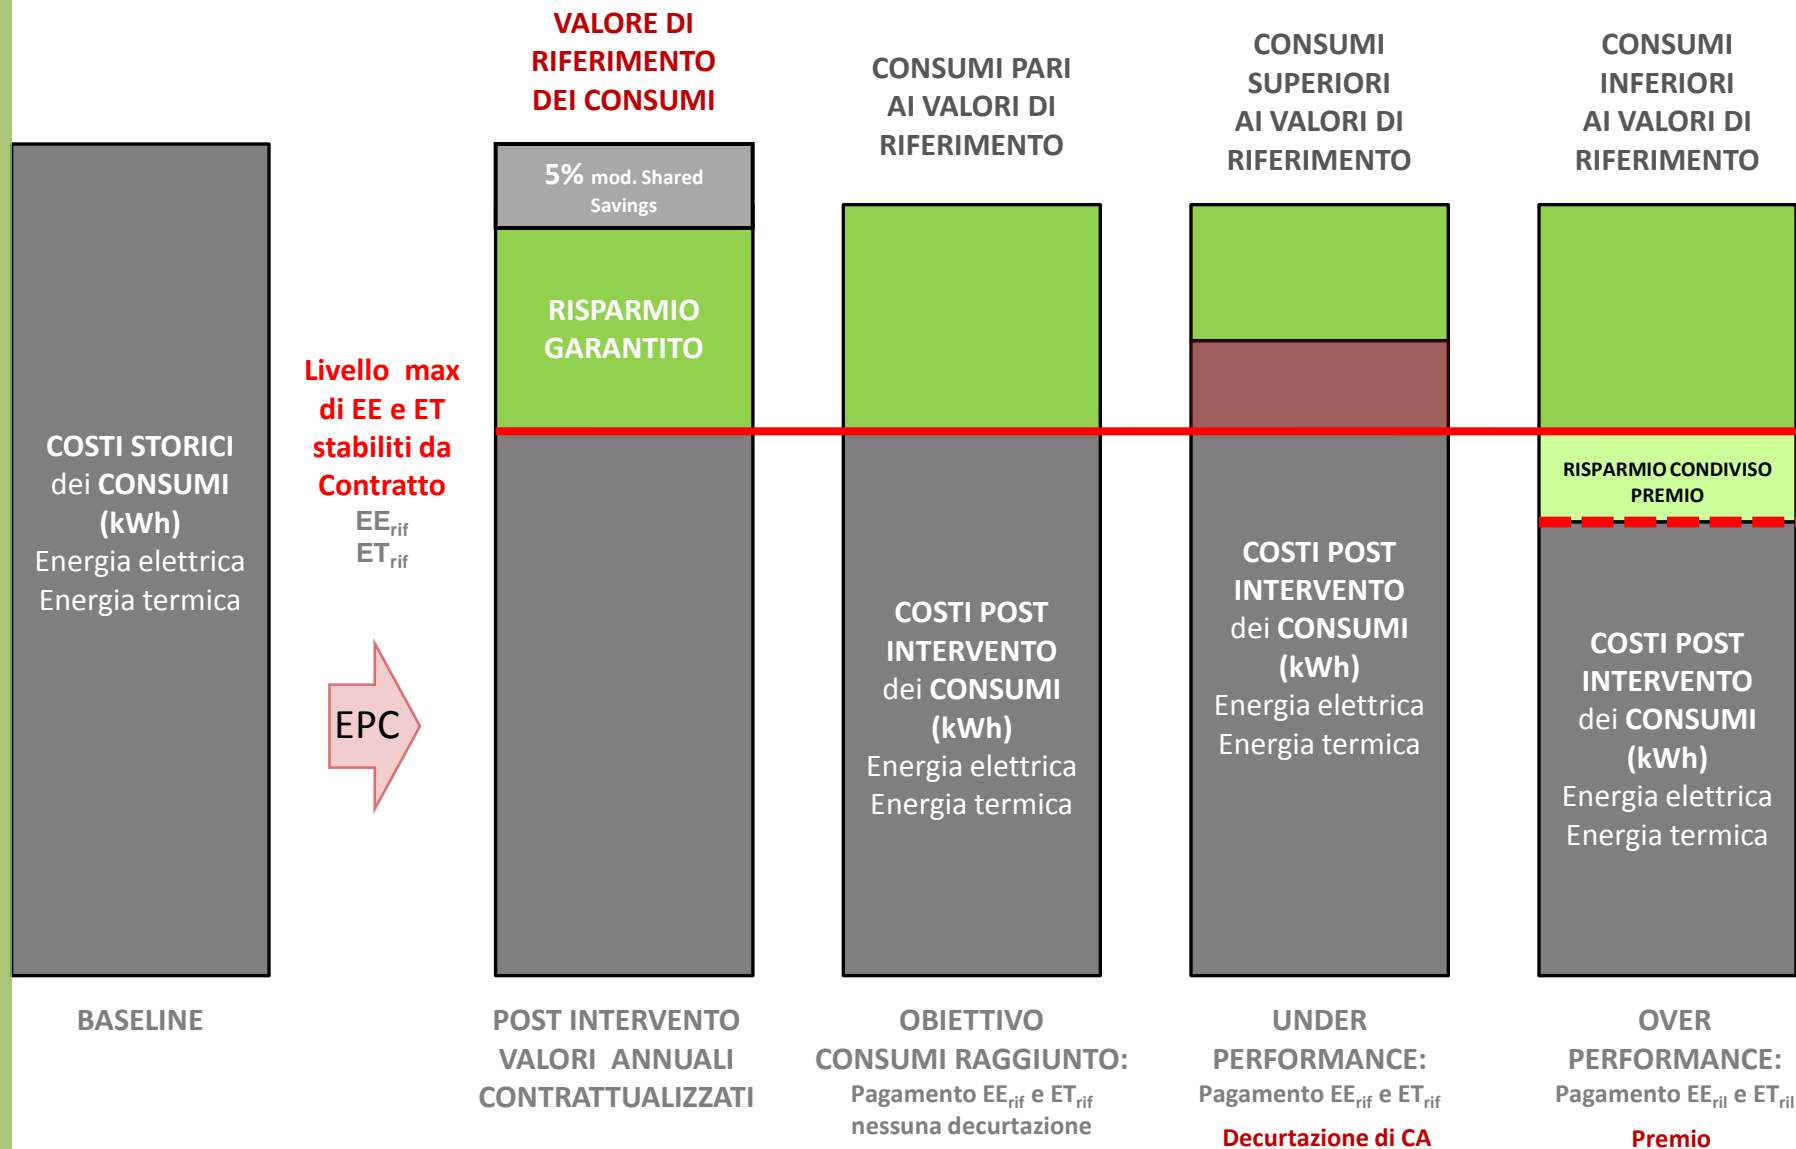 VALORE DI
RIFERIMENTO
DEI CONSUMI
CONSUMI PARI
AI VALORI DI
RIFERIMENTO
CONSUMI
SUPERIORI
AI VALORI DI
RIFERIMENTO
CONSUMI
INFERIORI
AI VALORI DI
RIFERIMENTO
5% mod. Shared
Savings
RISPARMIO
GARANTITO
Livello max
di EE e ET
stabiliti da
Contratto
EErif
ETrif
EPC
COSTI STORICI
dei CONSUMI
(kWh)
Energia elettrica
Energia termica
COSTI POST
INTERVENTO
dei CONSUMI
(kWh)
Energia elettrica
Energia termica
COSTI POST
INTERVENTO
dei CONSUMI
(kWh)
Energia elettrica
Energia termica
RISPARMIO CONDIVISO
PREMIO
COSTI POST
INTERVENTO
dei CONSUMI
(kWh)
Energia elettrica
Energia termica
BASELINE
POST INTERVENTO
VALORI ANNUALI
CONTRATTUALIZZATI
OBIETTIVO
CONSUMI RAGGIUNTO:
Pagamento EErif e ETrif
nessuna decurtazione
UNDER
PERFORMANCE:
Pagamento EErif e ETrif
Decurtazione di CA
OVER
PERFORMANCE:
Pagamento EEril e ETril
Premio